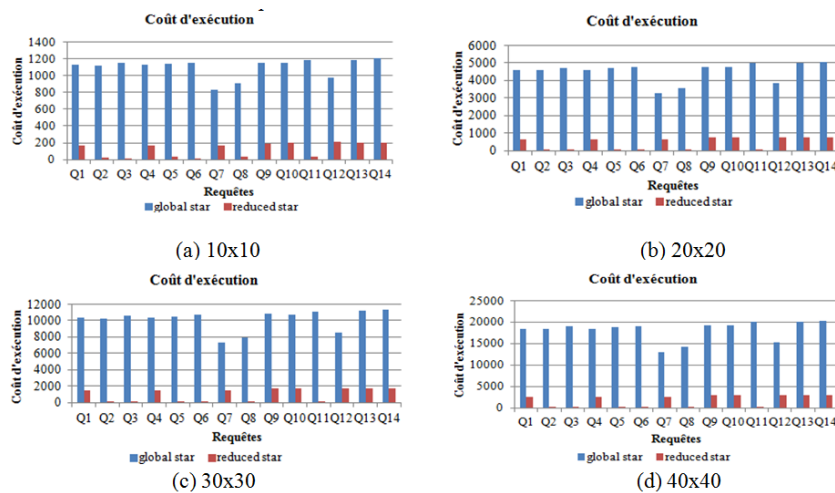 Coût d'exécution
1400
1200
1000
800
600
400
200
0
Coût d'exécution
Q1 Q2 Q3 Q4 Q5 Q6 Q7 Q8 Q9 Q10 Q11 Q12 Q13 Q14
Requêtes
global star reduced star
(a) 10x10
Coût d'exécution
6000
5000
4000
3000
2000
1000
0
Coût d'exécution
Q1 Q2 Q3 Q4 Q5 Q6 Q7 Q8 Q9 Q10 Q11 Q12 Q13 Q14
Requêtes
global star reduced star
(b) 20x20
Coût d'exécution
12000
10000
8000
6000
4000
2000
0
Coût d'exécution
Q1 Q2 Q3 Q4 Q5 Q6 Q7 Q8 Q9 Q10 Q11 Q12 Q13 Q14
Requêtes
global star reduced star
(c) 30x30
Coût d'exécution
25000
20000
15000
10000
5000
0
Coût d'exécution
Q1 Q2 Q3 Q4 Q5 Q6 Q7 Q8 Q9 Q10 Q11 Q12 Q13 Q14
Requêtes
global star reduced star
(d) 40x40